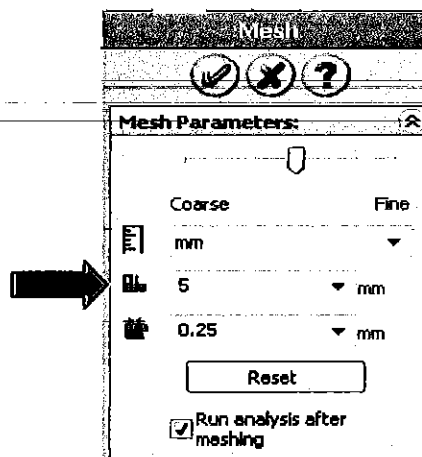 Mesh
?
Mesh Parameters:
Coarse Fine
mm
5 mm
0.25 mm
Reset
Run analysis after
meshing